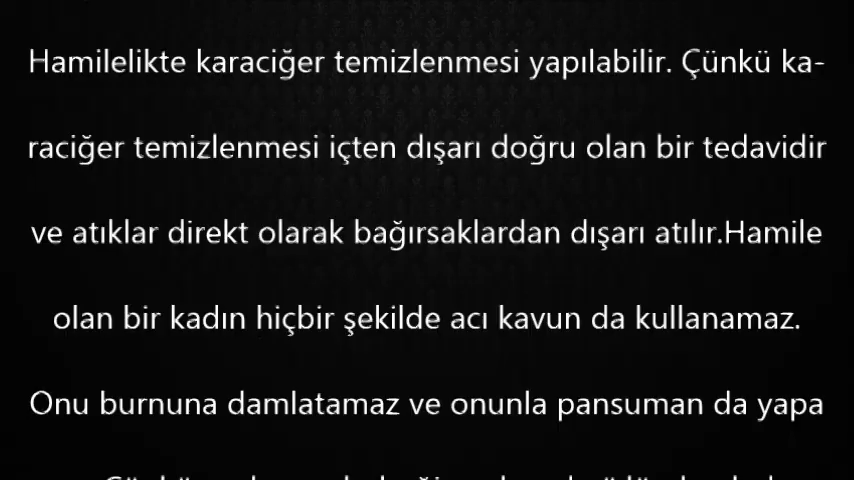 Hamilelikte karaciğer temizlenmesi yapılabilir. Çünkü ka-
raciğer temizlenmesi içten dışarı doğru olan bir tedavidir
ve atıklar direkt olarak bağırsaklardan dışarı atılır.Hamile
olan bir kadın hiçbir şekilde acı kavun da kullanamaz.
Onu burnuna damlatamaz ve onunla pansuman da yapa